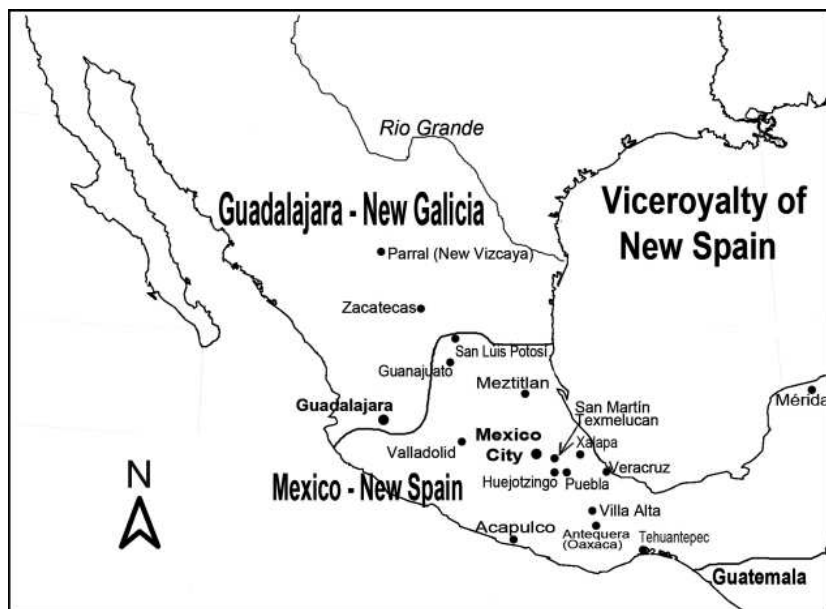 Rio Grande
Viceroyalty of
New Spain
Guadalajara - New Galicia
Parral (New Vizcaya)
Zacatecas
San Luis Potosí
Guanajuato
Meztitlan
Mérida
San Martín
Texmelucan
Guadalajara
Xalapa
Mexico
City
Valladolid
Veracruz
Huejotzingo
Puebla
Mexico - New Spain
N
Villa Alta
Acapulco
Antequera
(Oaxaca)
Tehuantepec
Guatemala